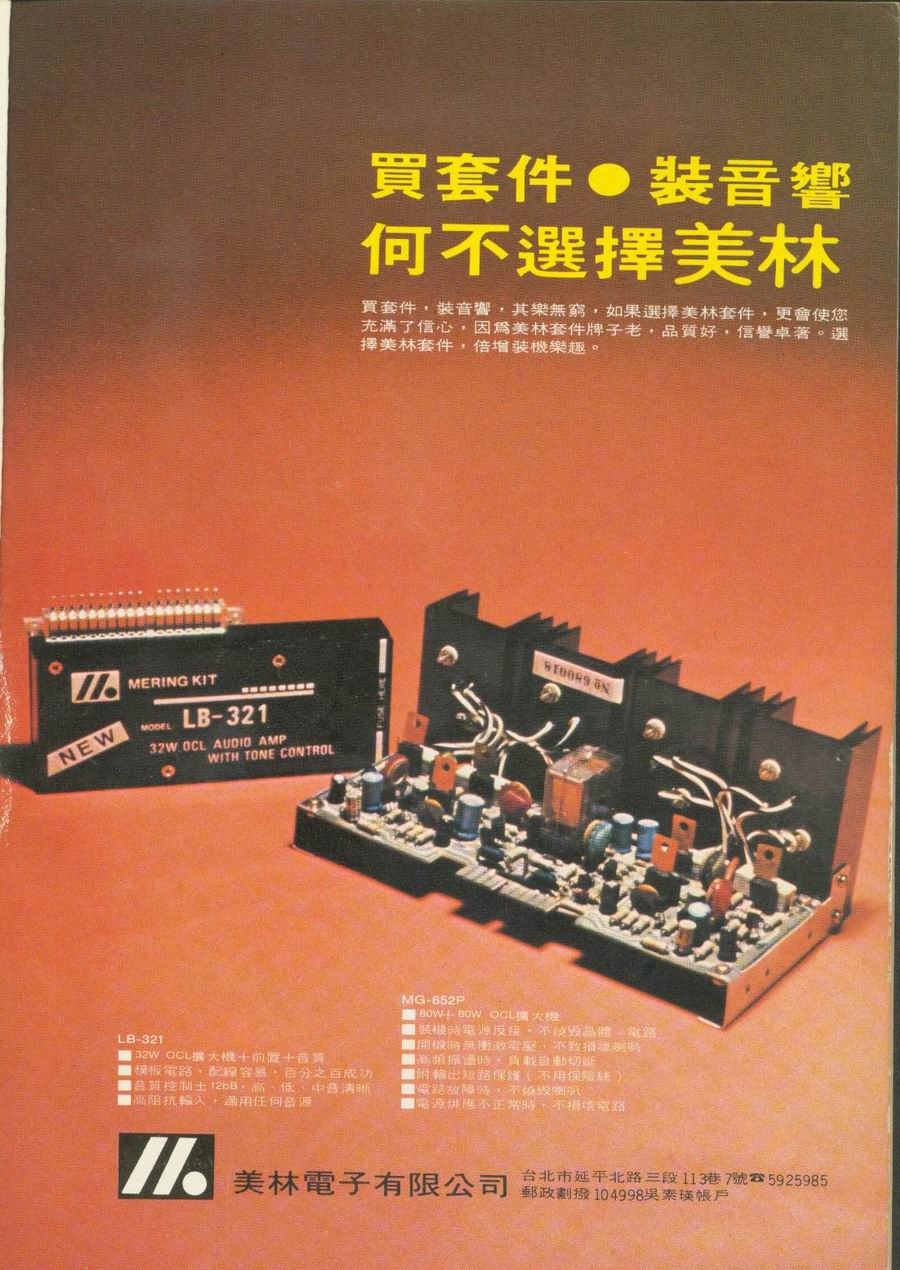 買套件●裝音響
何不選擇美林
買套件，裝音響，其樂無窮，如果選擇美林套件，更會使您
充滿了信心，因爲美林套件牌子老，品質好，信譽卓著。選
擇美林套件，倍增裝機樂趣。
MERING KIT
MODEL LB-321
NEW
32W OCL AUDIO AMP
WITH TONE CONTROL
FUSE HERE
№ 680018
LB-321
■32W OCL擴大機＋前置＋音質
■模板電路，配線容易，百分之百成功
■音質控制±12bB，高、低、中音清晰
■高阻抗輸入，適用任何音源
MG-652P
■80W＋80W OCL擴大機
■裝機時電源反接，不燒毀晶體、電路
■開機時無衝激電壓，不致損壞喇叭
■高頻振盪時，負載自動切斷
■附輸出短路保護（不用保險絲）
■電路故障時，不燒毀喇叭
■電源供應不正常時，不損壞電路
美林電子有限公司
台北市延平北路三段113巷7號☎5925985
郵政劃撥104998吳素瑛帳戶